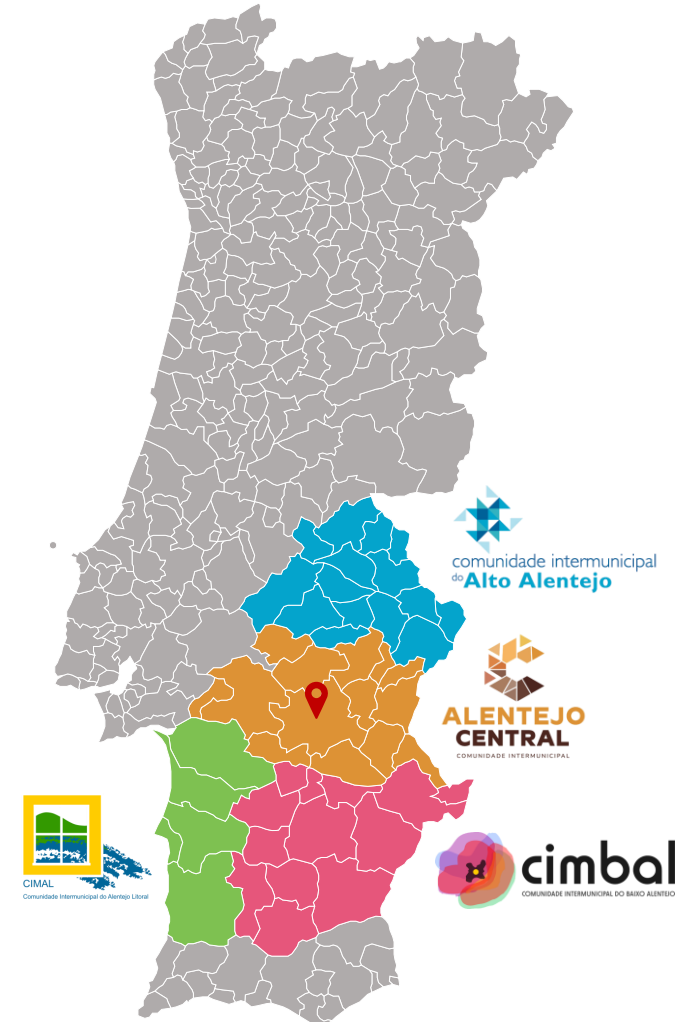 comunidade intermunicipal
do Alto Alentejo
ALENTEJO
CENTRAL
COMUNIDADE INTERMUNICIPAL
CIMAL
Comunidade Intermunicipal do Alentejo Litoral
cimbal
COMUNIDADE INTERMUNICIPAL DO BAIXO ALENTEJO